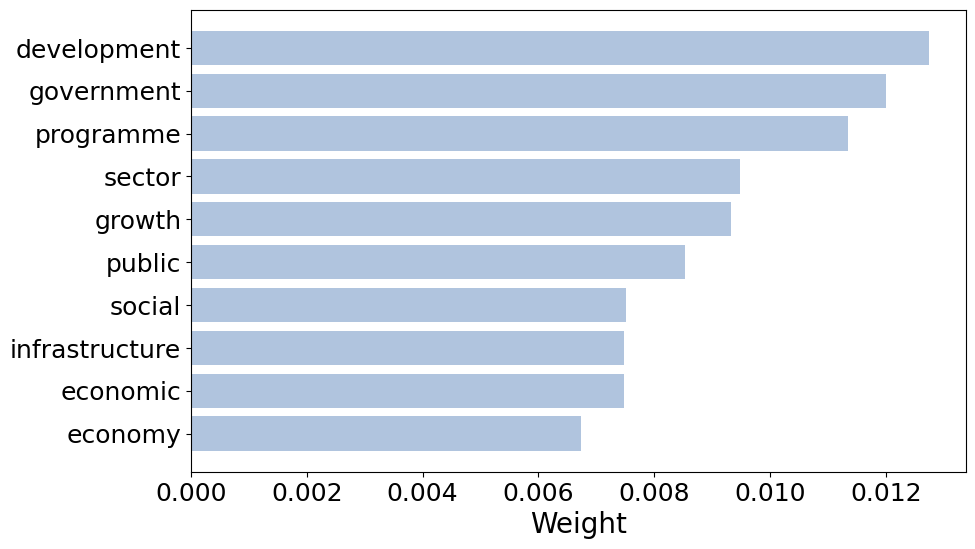 development
government
programme
sector
growth
public
social
infrastructure
economic
economy
0.000 0.002 0.004 0.006 0.008 0.010 0.012
Weight